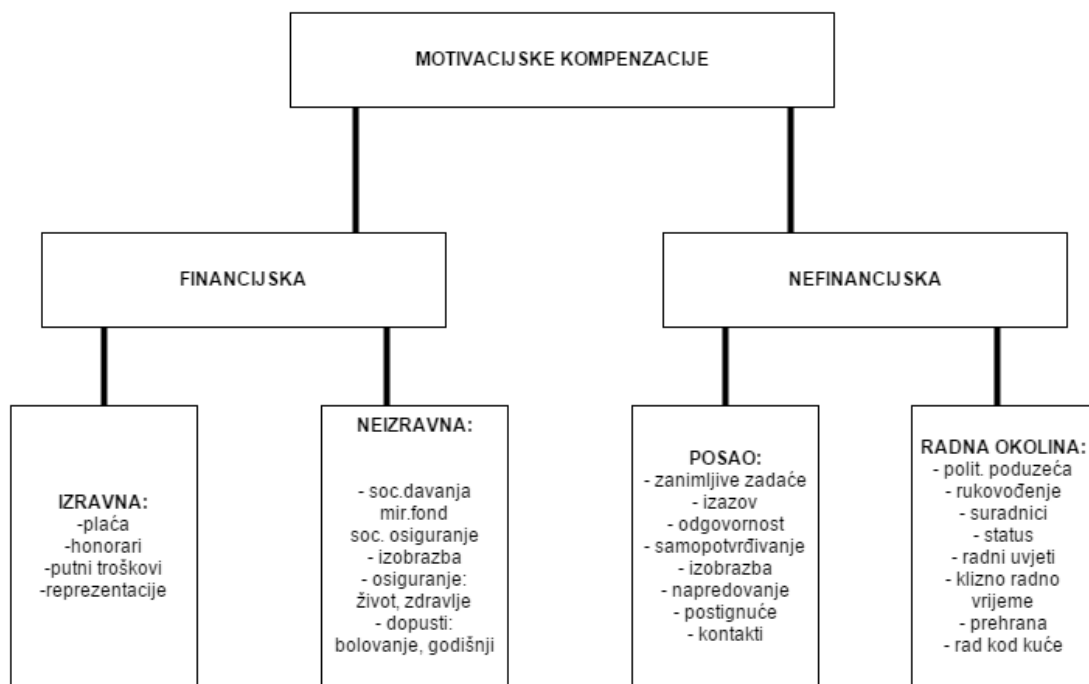 MOTIVACIJSKE KOMPENZACIJE
FINANCIJSKA
NEFINANCIJSKA
IZRAVNA:
-plaća
-honorari
-putni troškovi
-reprezentacije
NEIZRAVNA:
- soc.davanja
mir.fond
soc. osiguranje
- izobrazba
- osiguranje:
život, zdravlje
- dopusti:
bolovanje, godišnji
POSAO:
- zanimljive zadaće
- izazov
- odgovornost
- samopotvrđivanje
- izobrazba
- napredovanje
- postignuće
- kontakti
RADNA OKOLINA:
- polit. poduzeća
- rukovođenje
- suradnici
- status
- radni uvjeti
- klizno radno
vrijeme
- prehrana
- rad kod kuće